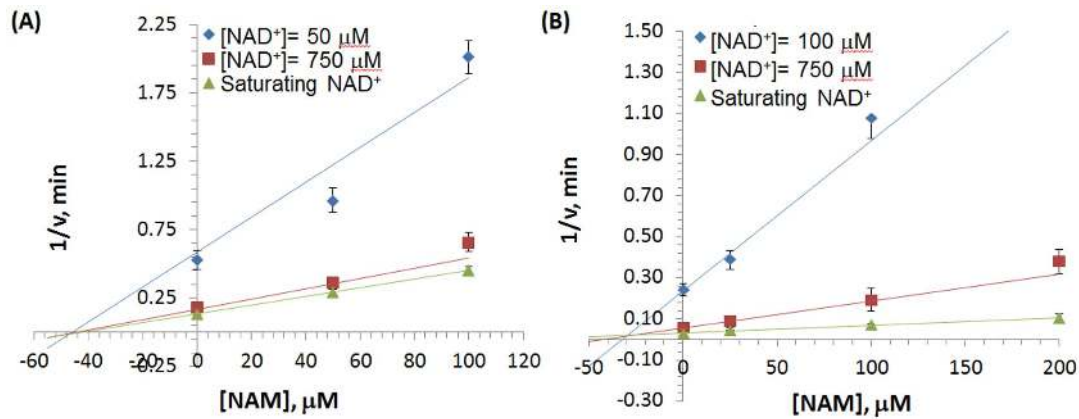 (A)
2.25
1.75
1.25
0.75
0.25
-0.25
[NAD⁺]= 50 μM
[NAD⁺]= 750 μM
Saturating NAD⁺
1/v, min
-60 -40 -20 0 20 40 60 80 100 120
[NAM], μM
(B)
1.50
1.30
1.10
0.90
0.70
0.50
0.30
0.10
-0.10
-0.30
[NAD⁺]= 100 μM
[NAD⁺]= 750 μM
Saturating NAD⁺
1/v, min
-50 0 50 100 150 200
[NAM], μM